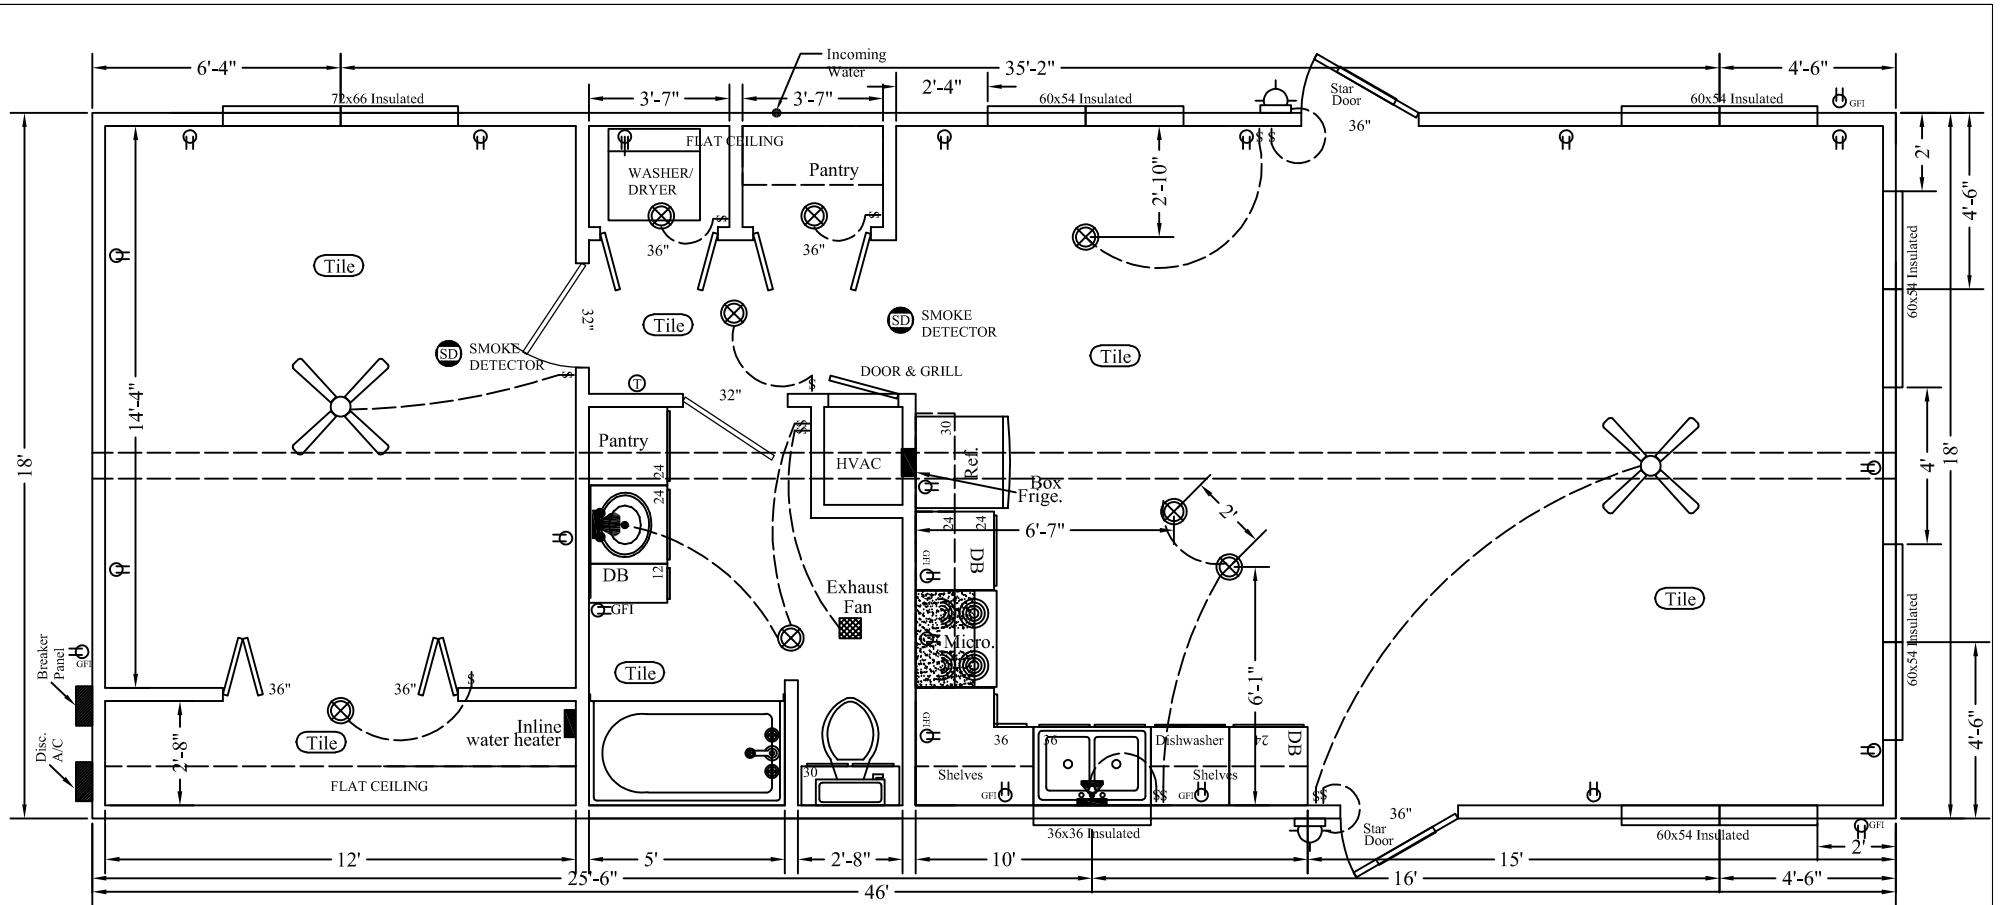 Incoming
Water
6'-4"
35'-2"
4'-6"
3'-7"
3'-7"
2'-4"
72x66 Insulated
60x54 Insulated
Star
Door
36"
60x54 Insulated
GFI
FLAT CEILING
WASHER/
DRYER
Pantry
S
S
36"
36"
S S
2'-10"
2'
4'-6"
60x54 Insulated
Tile
32"
Tile
SD
SMOKE
DETECTOR
SD
SMOKE
DETECTOR
Tile
S
T
32"
S
DOOR & GRILL
14'-4"
18'
Pantry
24
SS
HVAC
30
Ref.
Box
Frige.
4'
18'
24
24
24
6'-7"
2'
DB
12
GFI
GFI
DB
Exhaust
Fan
Micro.
Tile
60x54 Insulated
Breaker
Panel
GFI
36"
36"
S
Tile
6'-1"
4'-6"
Disc.
A/C
2'-8"
Tile
Inline
water heater
FLAT CEILING
30
GFI
36
36
Dishwasher
24
DB
Shelves
Shelves
GFI
GFI
SS
SS
36"
Star
Door
36x36 Insulated
60x54 Insulated
GFI
2'
12'
5'
2'-8"
10'
15'
25'-6"
16'
4'-6"
46'